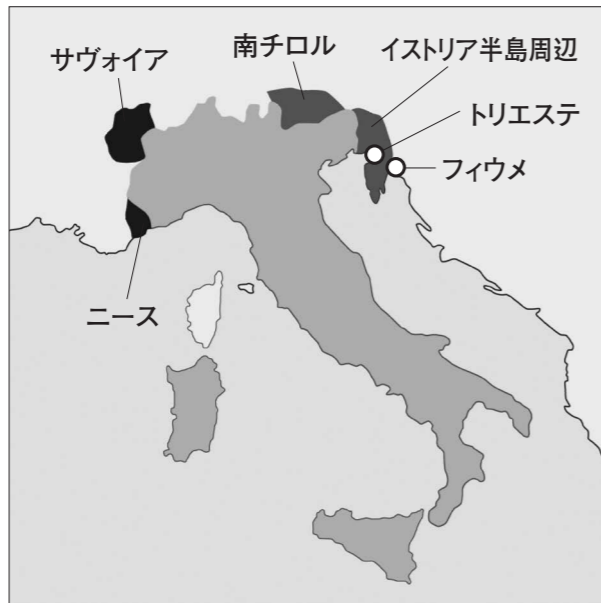 サヴォイア
南チロル
イストリア半島周辺
トリエステ
フィウメ
ニース